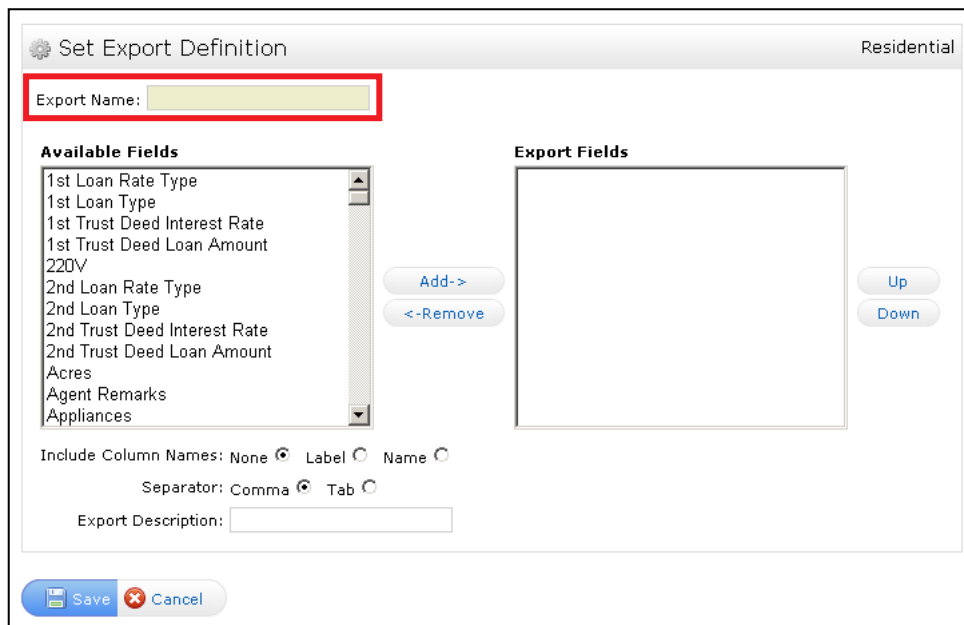 Set Export Definition Residential
Export Name:
Available Fields Export Fields
1st Loan Rate Type
1st Loan Type
1st Trust Deed Interest Rate
1st Trust Deed Loan Amount
220V
2nd Loan Rate Type
2nd Loan Type
2nd Trust Deed Interest Rate
2nd Trust Deed Loan Amount
Acres
Agent Remarks
Appliances
Add-> Up
<-Remove Down
Include Column Names: None Label Name
Separator: Comma Tab
Export Description:
Save Cancel